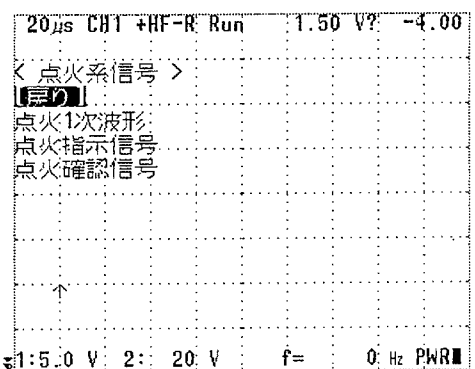 20μs CH1 +HF-R Run 1.50 V? -4.00
< 点火系信号 >
[戻り]
点火1次波形
点火指示信号
点火確認信号
↑
1:5.0 V 2: 20 V f= 0 Hz PWR